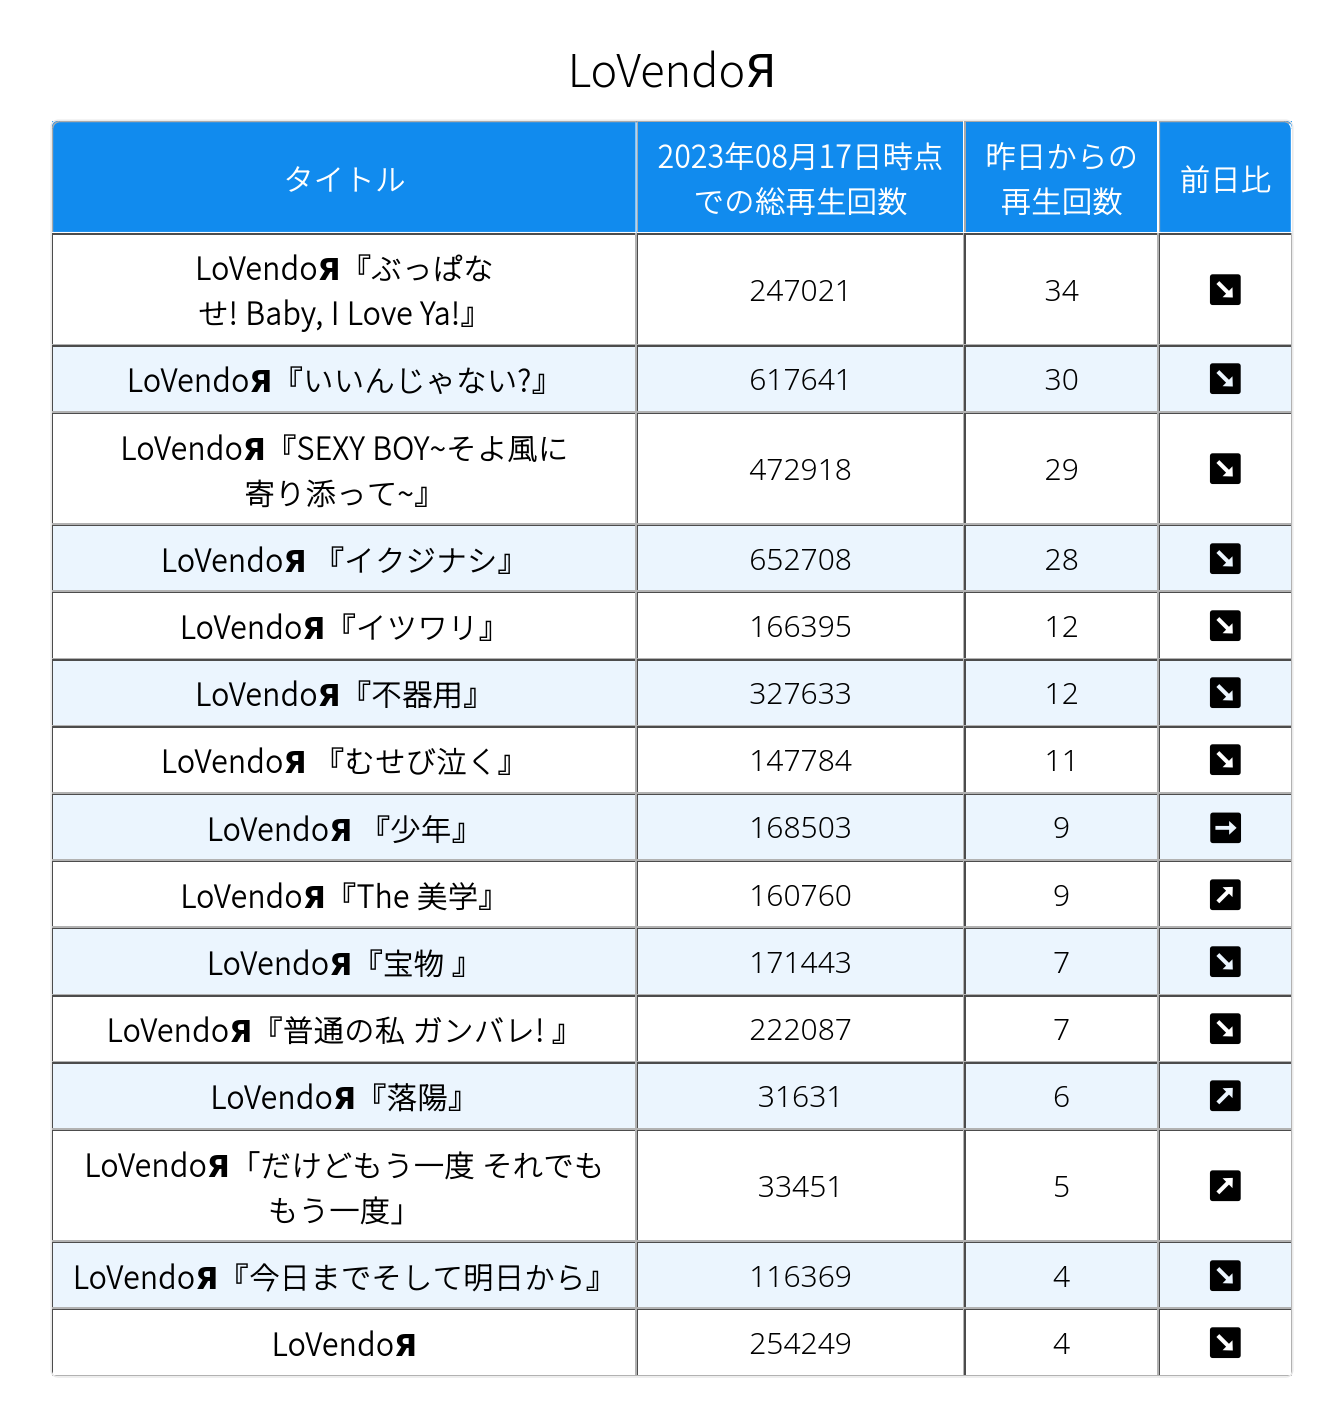 LoVendoЯ
タイトル
2023年08月17日時点
での総再生回数
昨日からの
再生回数
前日比
LoVendoЯ『ぶっぱな
せ! Baby, I Love Ya!』
247021
34
LoVendoЯ『いいんじゃない?』
617641
30
LoVendoЯ『SEXY BOY~そよ風に
寄り添って~』
472918
29
LoVendoЯ 『イクジナシ』
652708
28
LoVendoЯ『イツワリ』
166395
12
LoVendoЯ『不器用』
327633
12
LoVendoЯ 『むせび泣く』
147784
11
LoVendoЯ 『少年』
168503
9
LoVendoЯ『The 美学』
160760
9
LoVendoЯ『宝物 』
171443
7
LoVendoЯ『普通の私 ガンバレ! 』
222087
7
LoVendoЯ『落陽』
31631
6
LoVendoЯ「だけどもう一度 それでも
もう一度」
33451
5
LoVendoЯ『今日までそして明日から』
116369
4
LoVendoЯ
254249
4